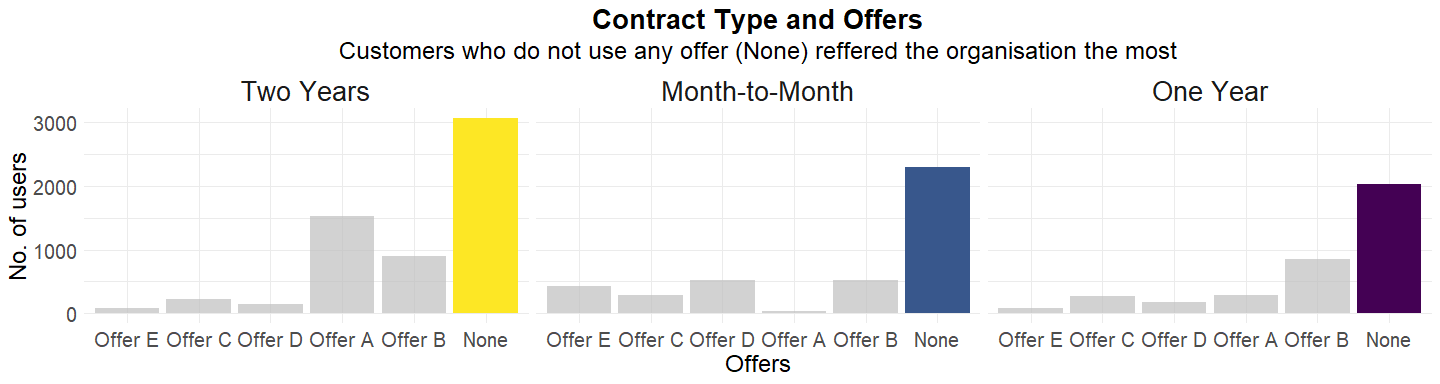 Contract Type and Offers
Customers who do not use any offer (None) reffered the organisation the most
Two Years
Month-to-Month
One Year
No. of users
3000
2000
1000
0
Offer E Offer C Offer D Offer A Offer B None
Offer E Offer C Offer D Offer A Offer B None
Offer E Offer C Offer D Offer A Offer B None
Offers